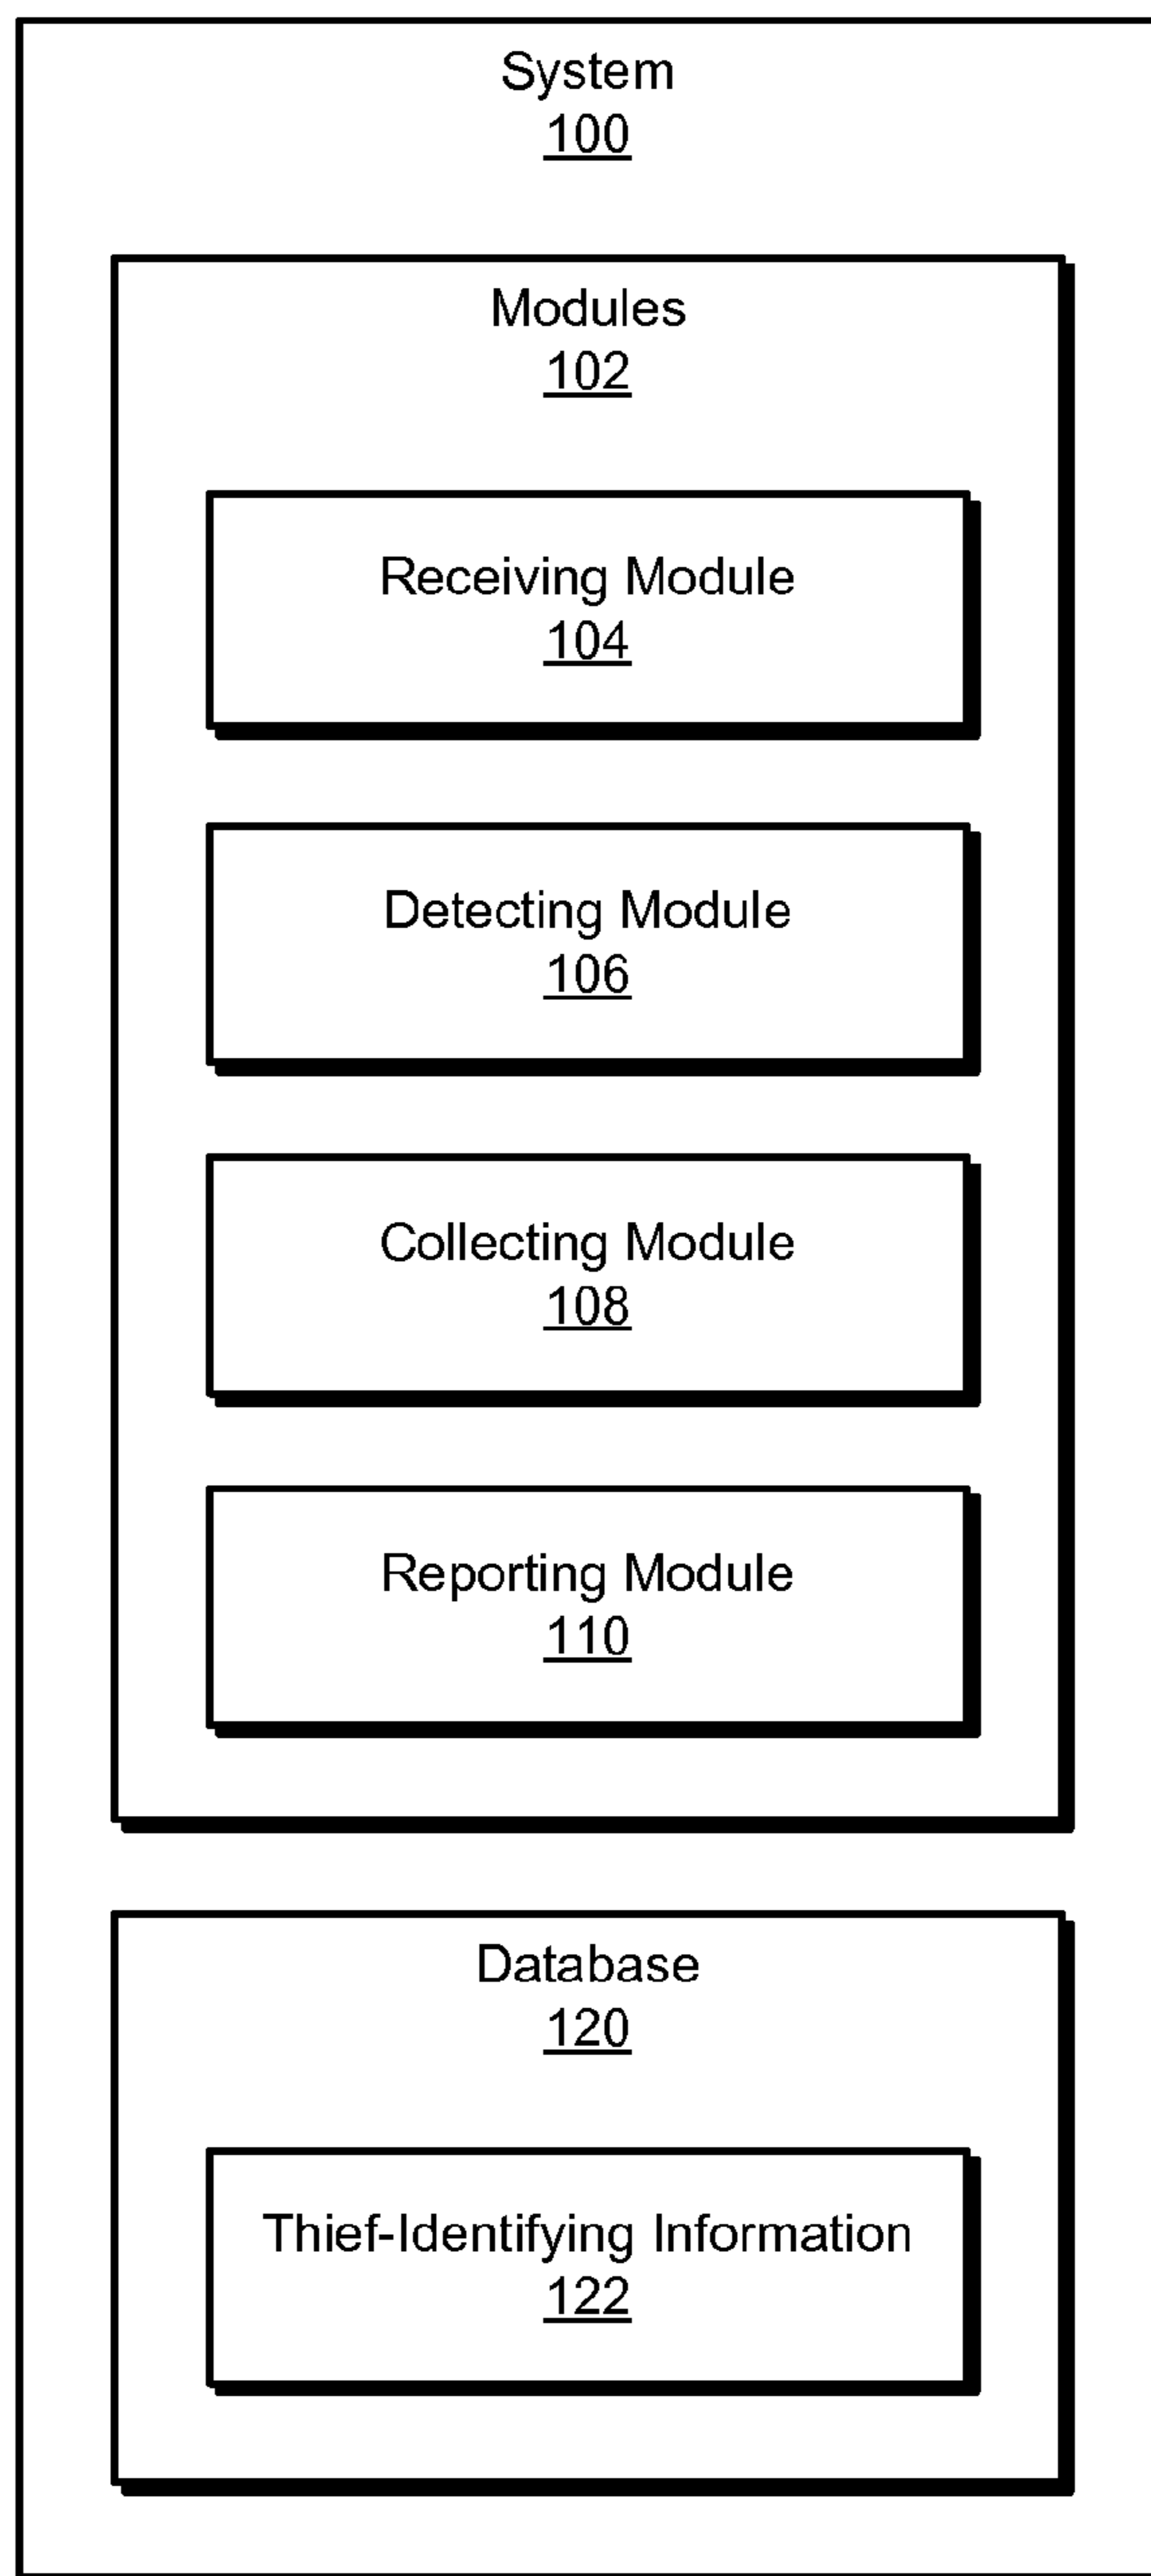 System
100
Modules
102
Receiving Module
104
Detecting Module
106
Collecting Module
108
Reporting Module
110
Database
120
Thief-Identifying Information
122